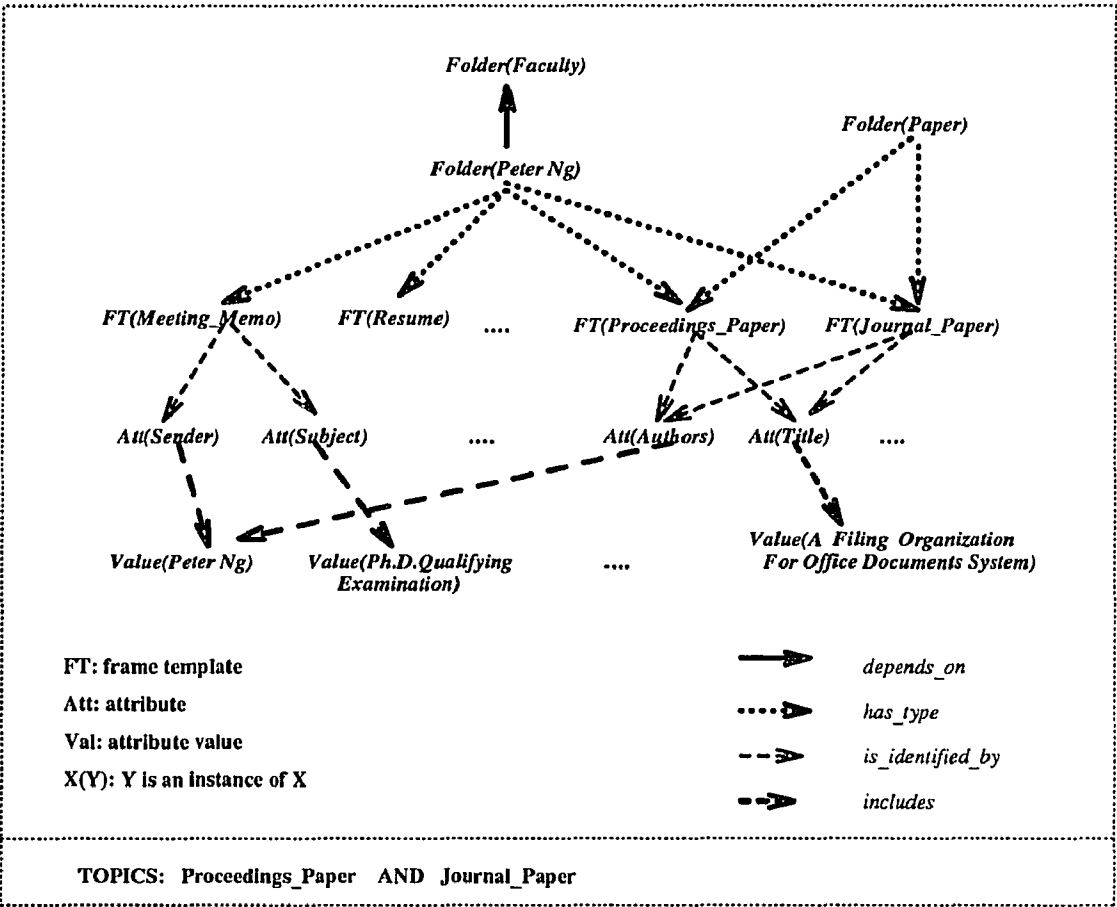 Folder(Faculty)
Folder(Paper)
Folder(Peter Ng)
FT(Meeting_Memo) FT(Resume) .... FT(Proceedings_Paper) FT(Journal_Paper)
Att(Sender) Att(Subject) .... Att(Authors) Att(Title) ....
Value(Peter Ng) Value(Ph.D.Qualifying Examination) .... Value(A Filing Organization For Office Documents System)
FT: frame template
Att: attribute
Val: attribute value
X(Y): Y is an instance of X
depends_on
has_type
is_identified_by
includes
TOPICS: Proceedings_Paper AND Journal_Paper